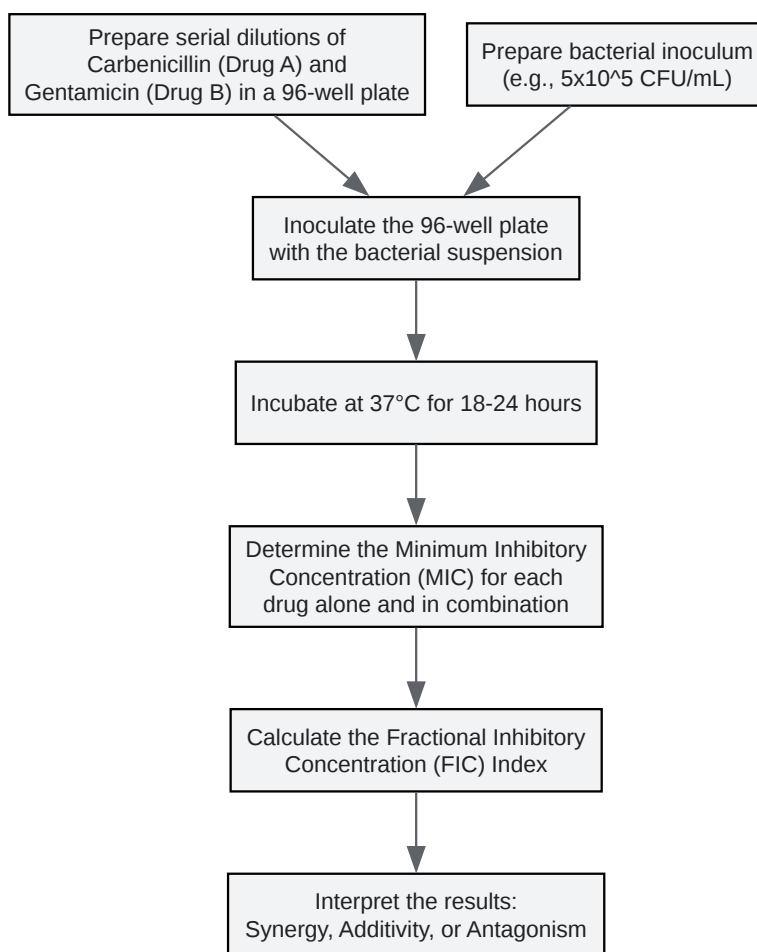 Prepare serial dilutions of
Carbenicillin (Drug A) and
Gentamicin (Drug B) in a 96-well plate
Prepare bacterial inoculum
(e.g., 5x10^5 CFU/mL)
Inoculate the 96-well plate
with the bacterial suspension
Incubate at 37°C for 18-24 hours
Determine the Minimum Inhibitory
Concentration (MIC) for each
drug alone and in combination
Calculate the Fractional Inhibitory
Concentration (FIC) Index
Interpret the results:
Synergy, Additivity, or Antagonism